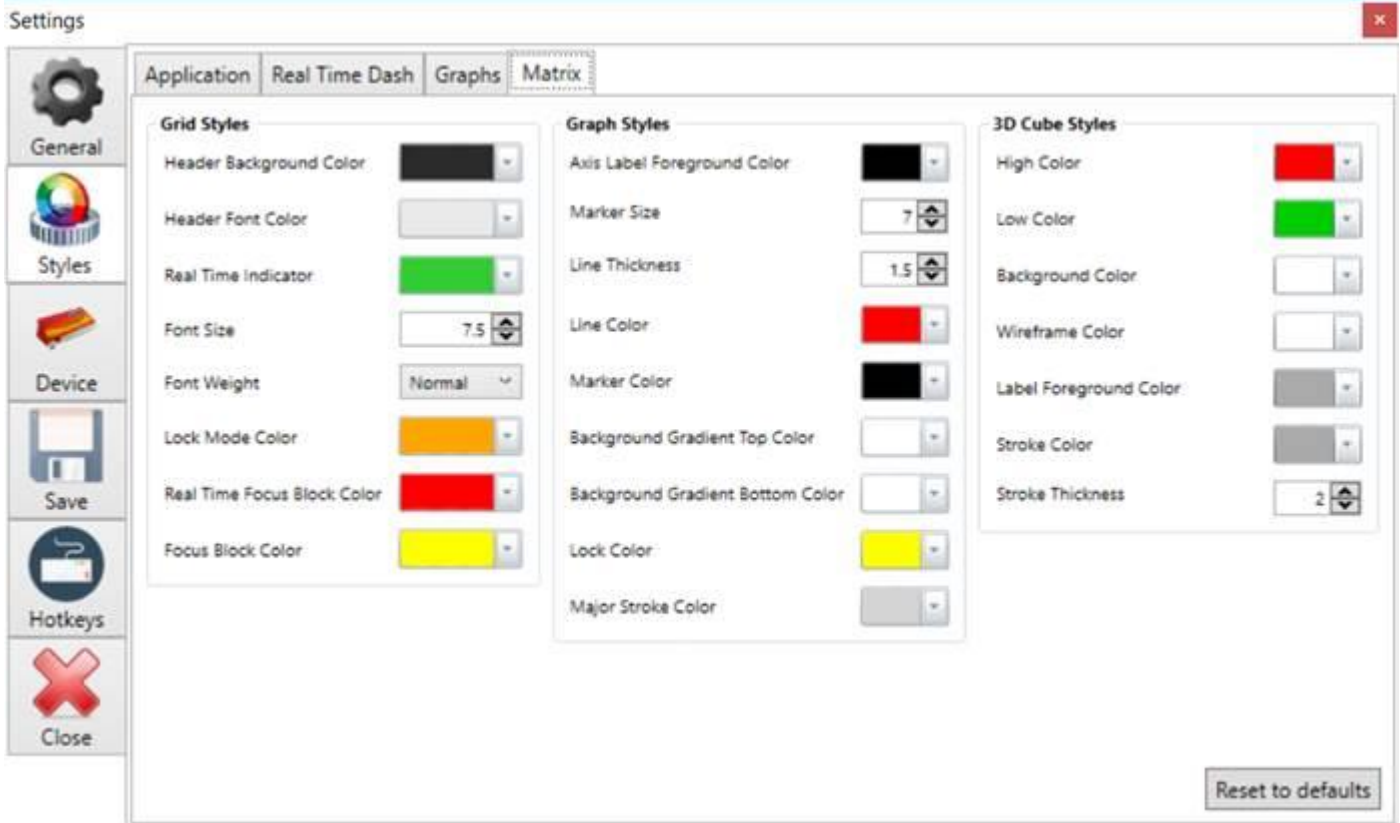 Settings
General
Styles
Device
Save
Hotkeys
Close
Application Real Time Dash Graphs Matrix
Grid Styles
Header Background Color
Header Font Color
Real Time Indicator
Font Size 7.5
Font Weight Normal
Lock Mode Color
Real Time Focus Block Color
Focus Block Color
Graph Styles
Axis Label Foreground Color
Marker Size 7
Line Thickness 1.5
Line Color
Marker Color
Background Gradient Top Color
Background Gradient Bottom Color
Lock Color
Major Stroke Color
3D Cube Styles
High Color
Low Color
Background Color
Wireframe Color
Label Foreground Color
Stroke Color
Stroke Thickness 2
Reset to defaults